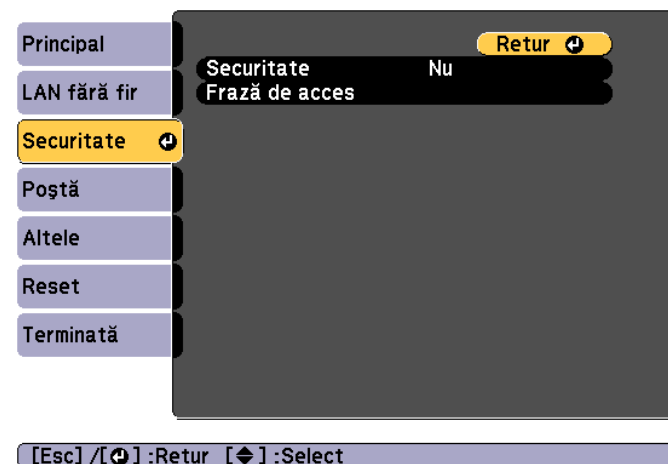 Principal
LAN fără fir
Securitate
Poştă
Altele
Reset
Terminată
Retur
Securitate Nu
Frază de acces
[Esc] /[ ] :Retur [ ] :Select